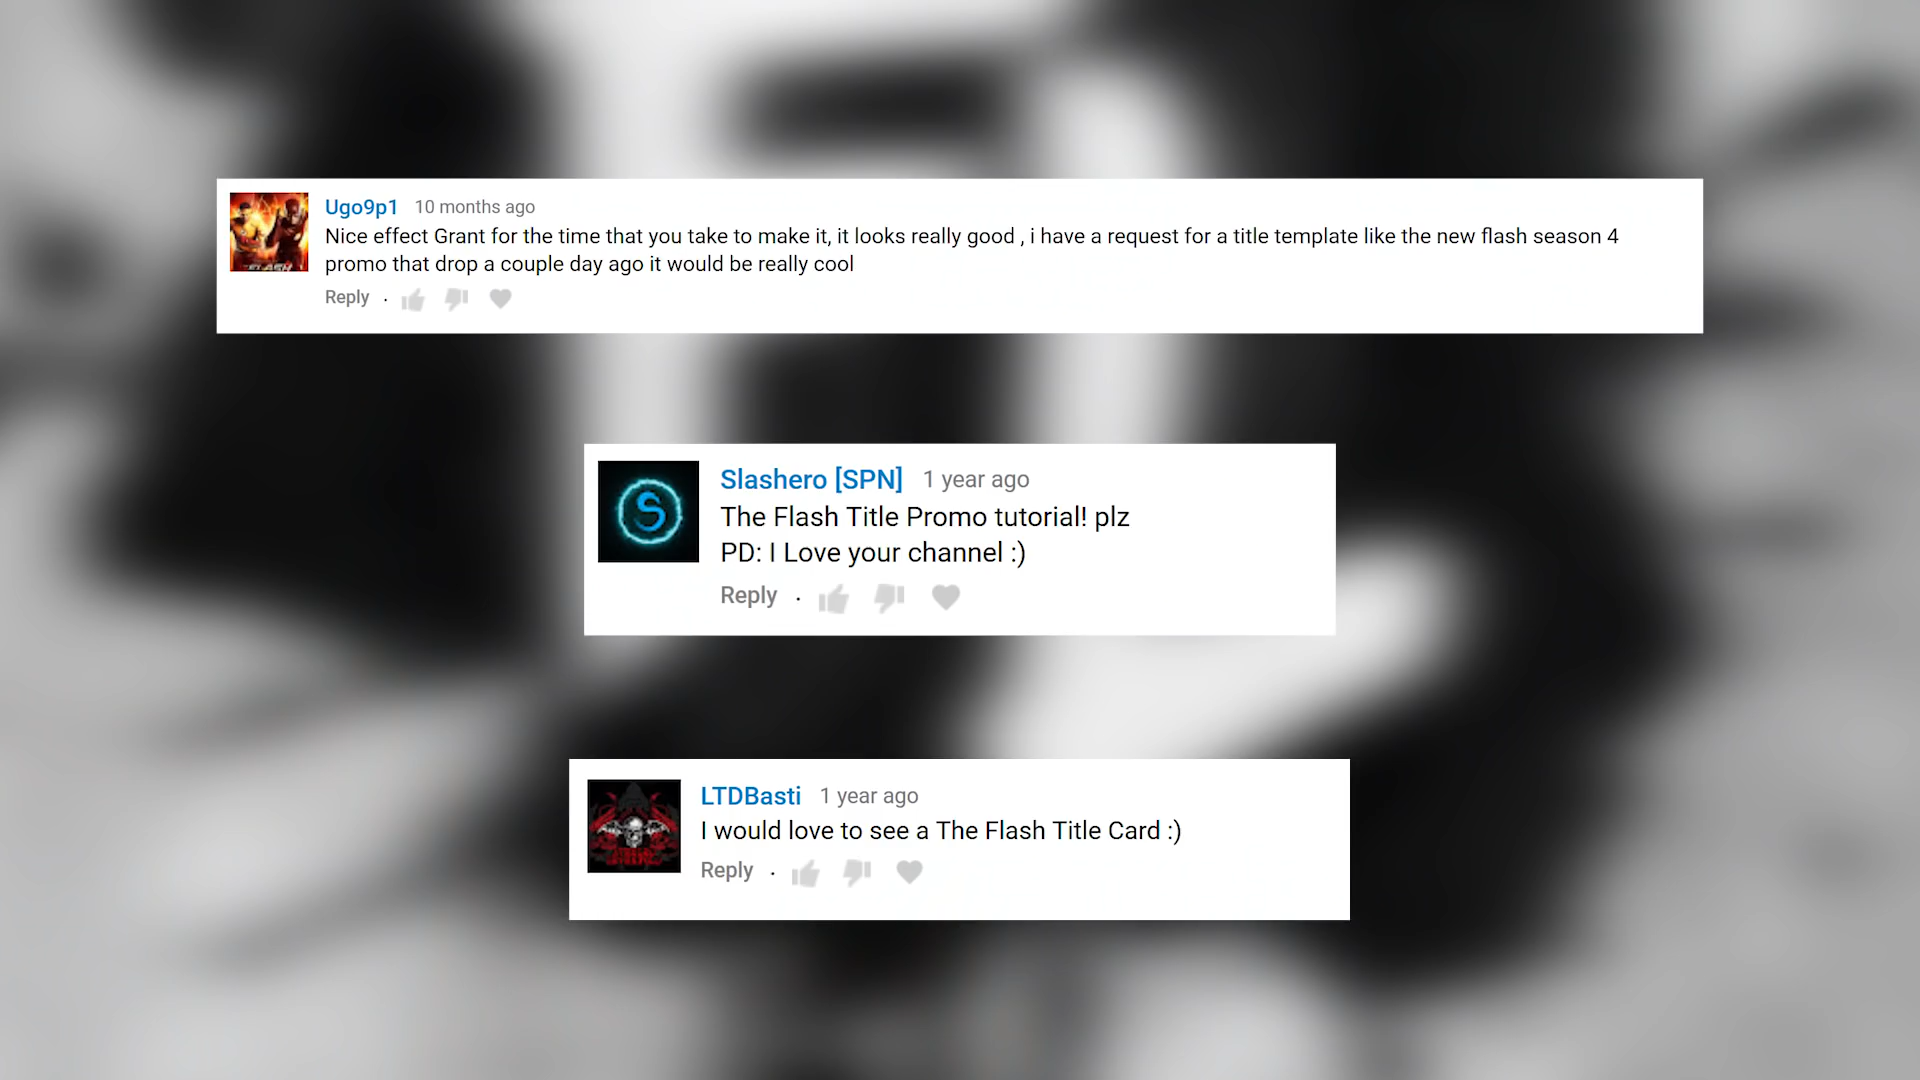 Ugo9p1 10 months ago
Nice effect Grant for the time that you take to make it, it looks really good , i have a request for a title template like the new flash season 4
promo that drop a couple day ago it would be really cool
Reply ·
Slashero [SPN] 1 year ago
The Flash Title Promo tutorial! plz
PD: I Love your channel :)
Reply ·
LTDBasti 1 year ago
I would love to see a The Flash Title Card :)
Reply ·